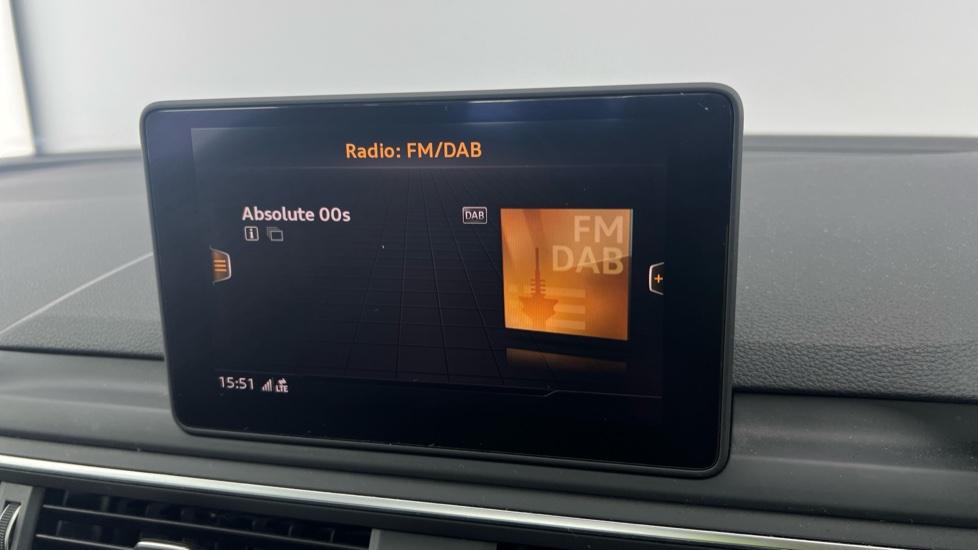 Radio: FM/DAB
Absolute 00s
DAB
FM
DAB
15:51 LTE